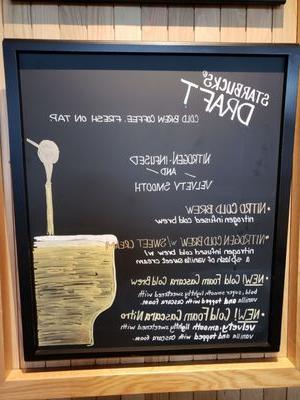 STARBUCKS®
DRAFT
COLD BREW COFFEE, FRESH ON TAP
NITROGEN-INFUSED
— AND —
VELVETY SMOOTH
• NITRO COLD BREW
nitrogen infused cold brew
• NITROGEN COLD BREW w/ SWEET CREAM
nitrogen infused cold brew w/
a splash of vanilla sweet cream
• NEW! Cold Foam Cascara Cold Brew
bold super smooth lightly sweetened with
vanilla and topped with cascara foam
• NEW! Cold Foam Cascara Nitro
velvety smooth lightly sweetened with
vanilla and topped w/ cascara foam